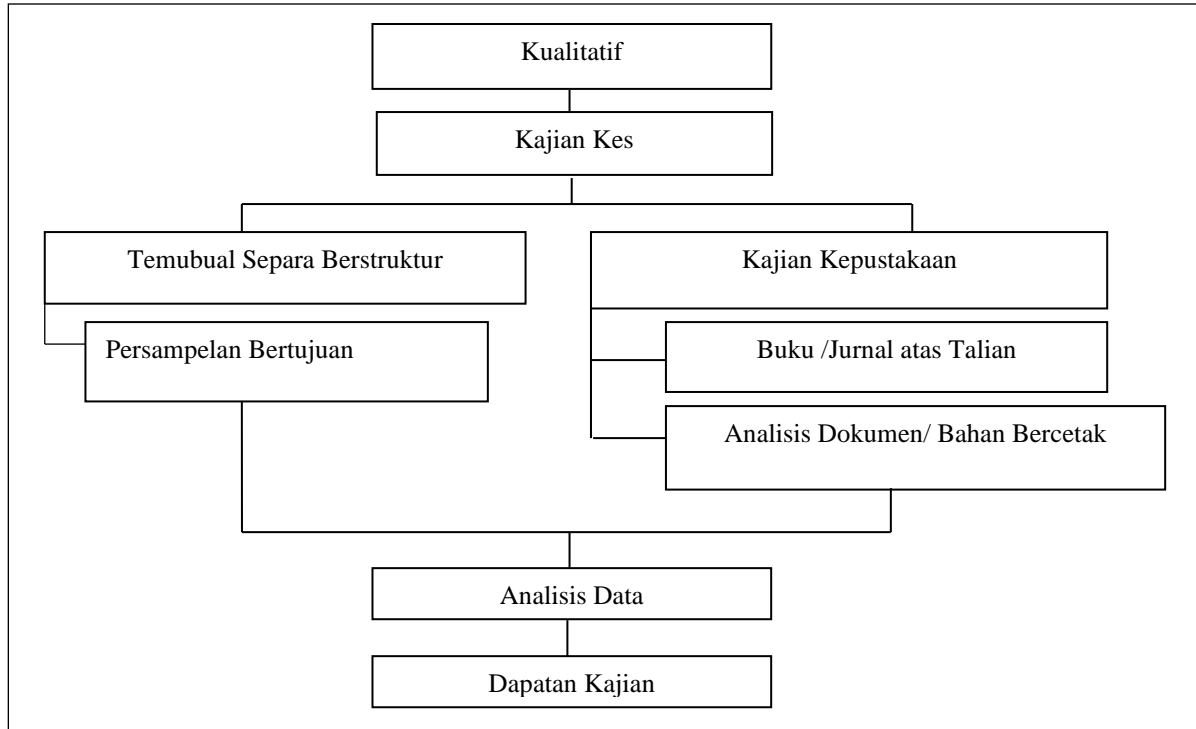 Kualitatif
Kajian Kes
Temubual Separa Berstruktur
Persampelan Bertujuan
Kajian Kepustakaan
Buku /Jurnal atas Talian
Analisis Dokumen/ Bahan Bercetak
Analisis Data
Dapatan Kajian